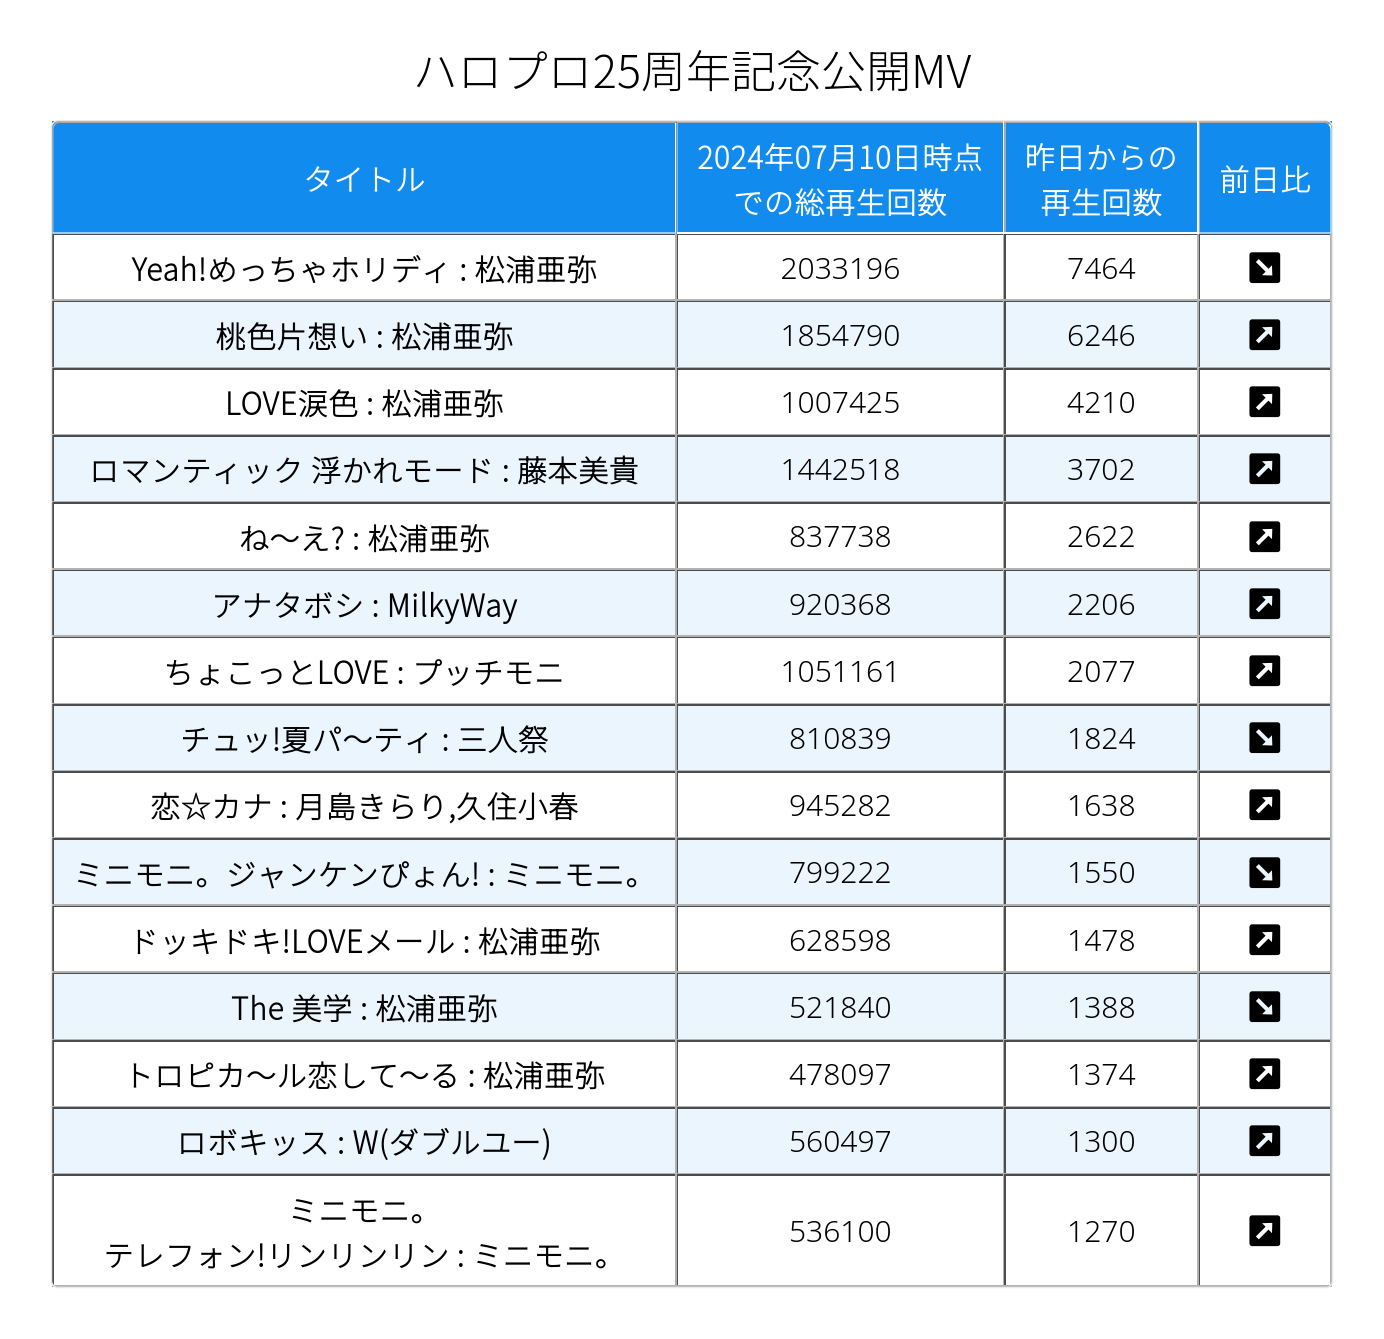 ハロプロ25周年記念公開MV
タイトル
2024年07月10日時点
での総再生回数
昨日からの
再生回数
前日比
Yeah!めっちゃホリディ : 松浦亜弥 2033196 7464
桃色片想い : 松浦亜弥 1854790 6246
LOVE涙色 : 松浦亜弥 1007425 4210
ロマンティック 浮かれモード : 藤本美貴 1442518 3702
ね〜え? : 松浦亜弥 837738 2622
アナタボシ : MilkyWay 920368 2206
ちょこっとLOVE : プッチモニ 1051161 2077
チュッ!夏パ〜ティ : 三人祭 810839 1824
恋☆カナ : 月島きらり,久住小春 945282 1638
ミニモニ。ジャンケンぴょん! : ミニモニ。 799222 1550
ドッキドキ!LOVEメール : 松浦亜弥 628598 1478
The 美学 : 松浦亜弥 521840 1388
トロピカ〜ル恋して〜る : 松浦亜弥 478097 1374
ロボキッス : W(ダブルユー) 560497 1300
ミニモニ。
テレフォン!リンリンリン : ミニモニ。 536100 1270